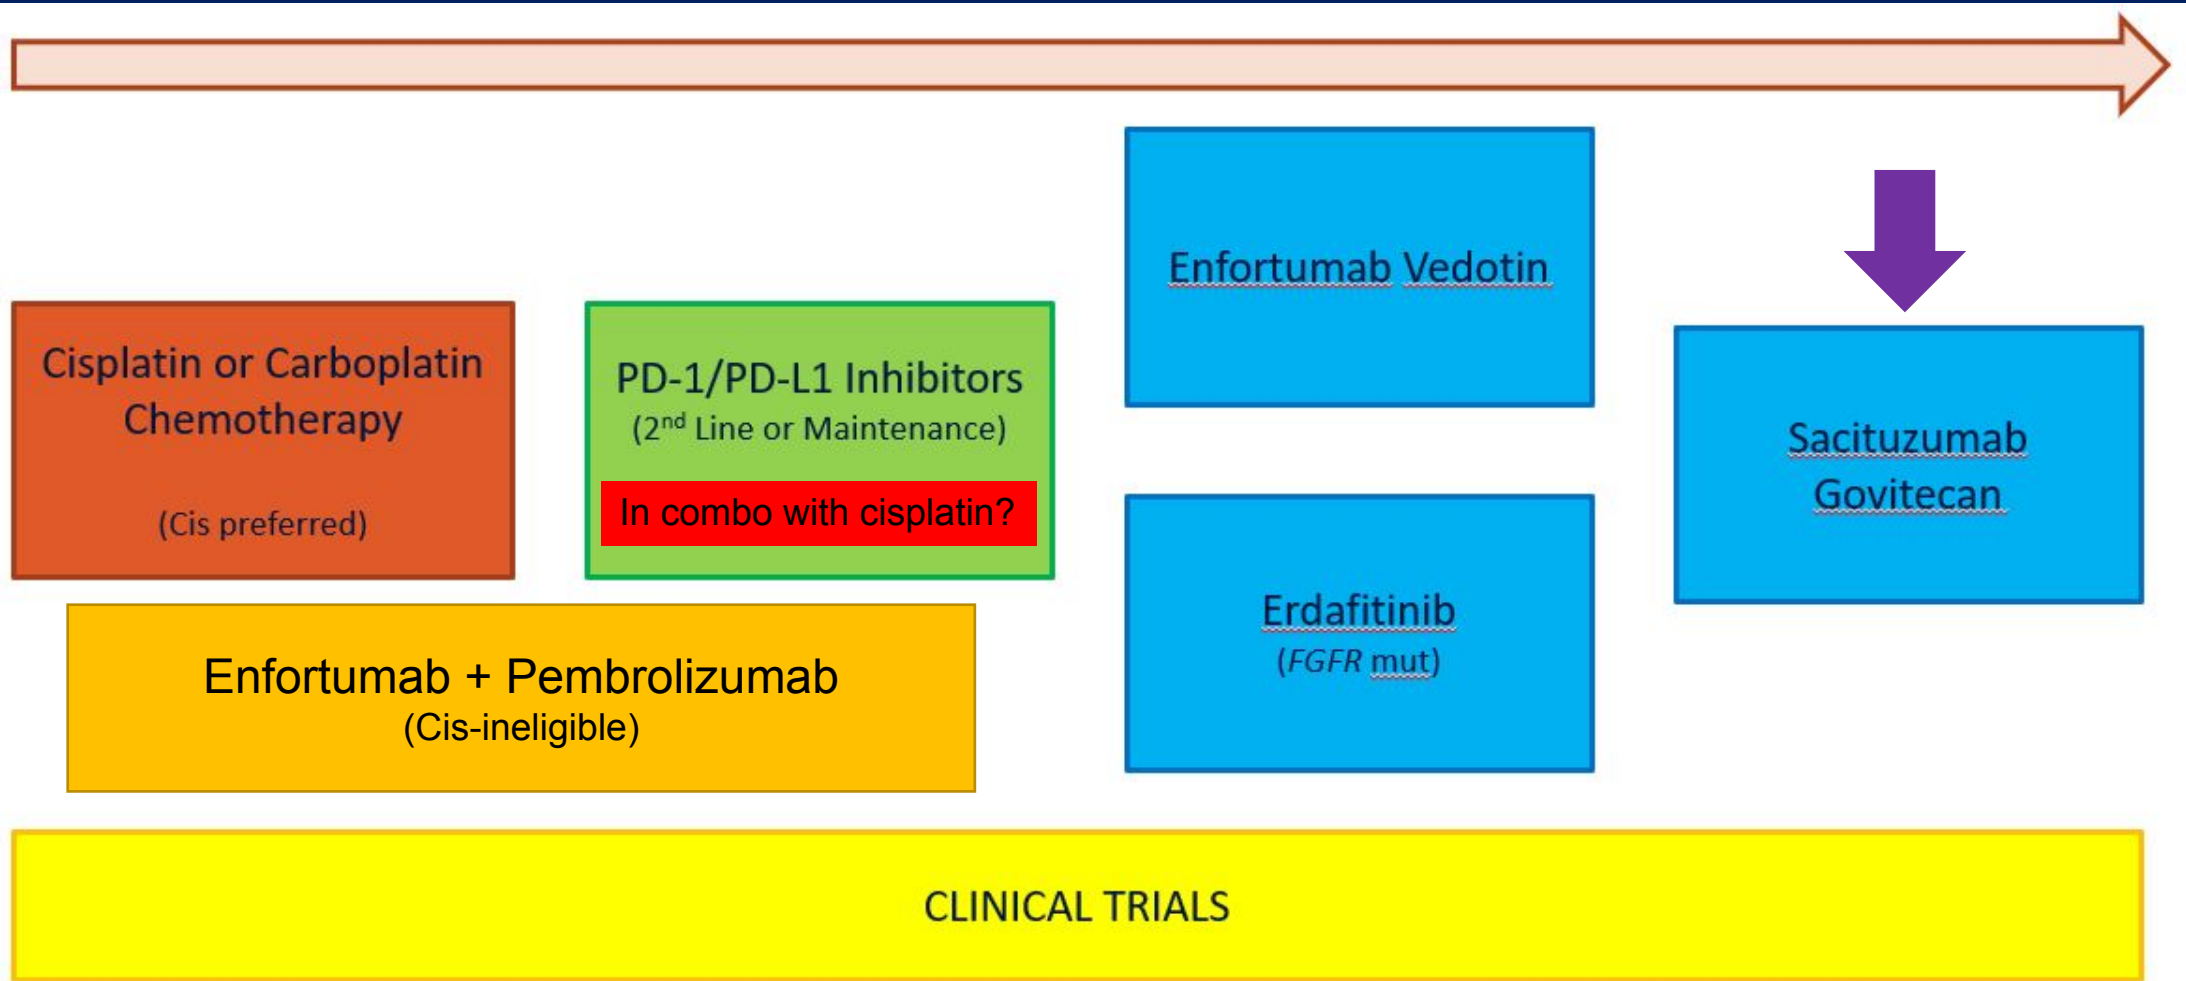 Cisplatin or Carboplatin
Chemotherapy
(Cis preferred)
PD-1/PD-L1 Inhibitors
(2nd Line or Maintenance)
In combo with cisplatin?
Enfortumab + Pembrolizumab
(Cis-ineligible)
Enfortumab Vedotin
Erdafitinib
(FGFR mut)
Sacituzumab
Govitecan
CLINICAL TRIALS